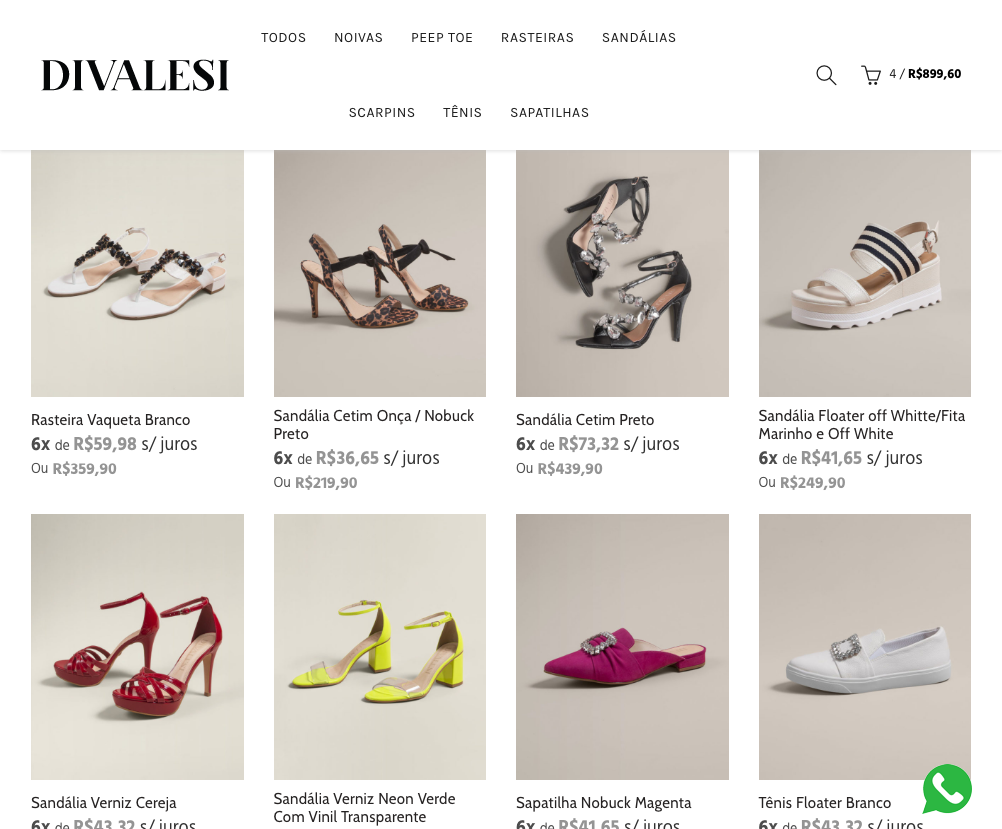 TODOS NOIVAS PEEP TOE RASTEIRAS SANDÁLIAS
DIVALESI
4 / R$899,60
SCARPINS TÊNIS SAPATILHAS
Rasteira Vaqueta Branco
6x de R$59,98 s/ juros
Ou R$359,90
Sandália Cetim Onça / Nobuck
Preto
6x de R$36,65 s/ juros
Ou R$219,90
Sandália Cetim Preto
6x de R$73,32 s/ juros
Ou R$439,90
Sandália Floater off Whitte/Fita
Marinho e Off White
6x de R$41,65 s/ juros
Ou R$249,90
Sandália Verniz Cereja
6x de R$43,32 s/ juros
Sandália Verniz Neon Verde
Com Vinil Transparente
Sapatilha Nobuck Magenta
6x de R$41,65 s/ juros
Tênis Floater Branco
6x de R$43,32 s/ juros